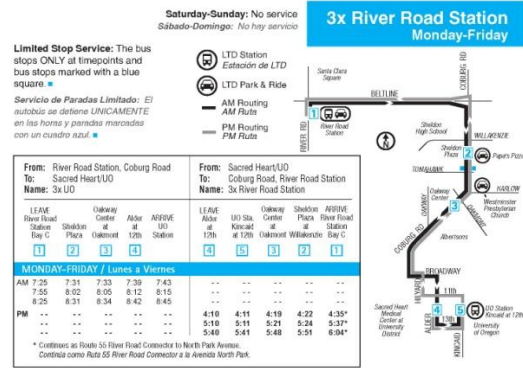 Saturday-Sunday: No service
Sábado-Domingo: No hay servicio
3x River Road Station
Monday-Friday
Limited Stop Service: The bus
stops ONLY at timepoints and
bus stops marked with a blue
square.
Servicio de Paradas Limitado: El
autobús se detiene UNICAMENTE
en las horas y paradas marcadas
con un cuadro azul.
LTD Station
Estación de LTD
LTD Park & Ride
AM Routing
AM Ruta
PM Routing
PM Ruta
Santa Clara
Square
BELTLINE
COBURG RD
1
RIVER RD
River Road
Station
N
Sheldon
High School
WILLAKENZIE
Sheldon
Plaza
2
Papa's Pizza
TOMAHAWK
Oakway
Center
HARLOW
3
Westminster
Presbyterian
Church
OAKWAY
OAKMONT
COBURG RD
Albertsons
BROADWAY
HILYARD
11th
Sacred Heart
Medical Center at
University
District
4
5
13th
ALDER
KINCAID
UO Station
Kincaid at 12th
University
of Oregon
From: River Road Station, Coburg Road
To: Sacred Heart/UO
Name: 3x UO
From: Sacred Heart/UO
To: Coburg Road, River Road Station
Name: 3x River Road Station
LEAVE River Road Station Bay C
Sheldon Plaza
Oakway Center at Oakmont
Alder at 12th
ARRIVE UO Station
LEAVE Alder at 12th
UO Sta. Kincaid at 12th
Oakway Center at Oakmont
Sheldon Plaza at Willakenzie
ARRIVE River Road Station Bay C
1 2 3 4 5 4 5 3 2 1
MONDAY-FRIDAY / Lunes a Viernes
AM 7:25 7:31 7:33 7:39 7:43 -- -- -- -- --
7:55 8:02 8:05 8:12 8:15 -- -- -- -- --
8:25 8:31 8:34 8:42 8:45 -- -- -- -- --
PM -- -- -- -- -- 4:10 4:11 4:19 4:22 4:35*
-- -- -- -- -- 5:10 5:11 5:21 5:24 5:37*
-- -- -- -- -- 5:40 5:41 5:48 5:51 6:04*
* Continues as Route 55 River Road Connector to North Park Avenue.
Continúa como Ruta 55 River Road Connector a la Avenida North Park.